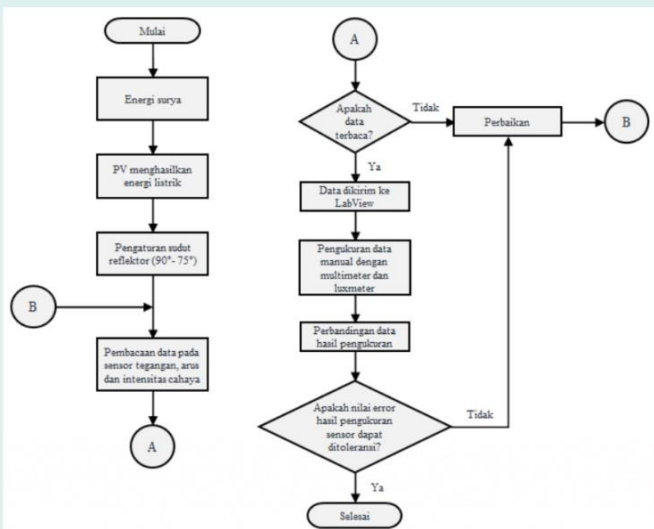 Mulai
Energi surya
PV menghasilkan
energi listrik
Pengaturan sudut
reflektor (90°- 75°)
B
Pembacaan data pada
sensor tegangan, arus
dan intensitas cahaya
A
A
Apakah
data
terbaca?
Tidak
Perbaikan
B
Ya
Data dikirim ke
LabView
Pengukuran data
manual dengan
multimeter dan
luxmeter
Perbandingan data
hasil pengukuran
Apakah nilai error
hasil pengukuran
sensor dapat
ditoleransi?
Tidak
Ya
Selesai